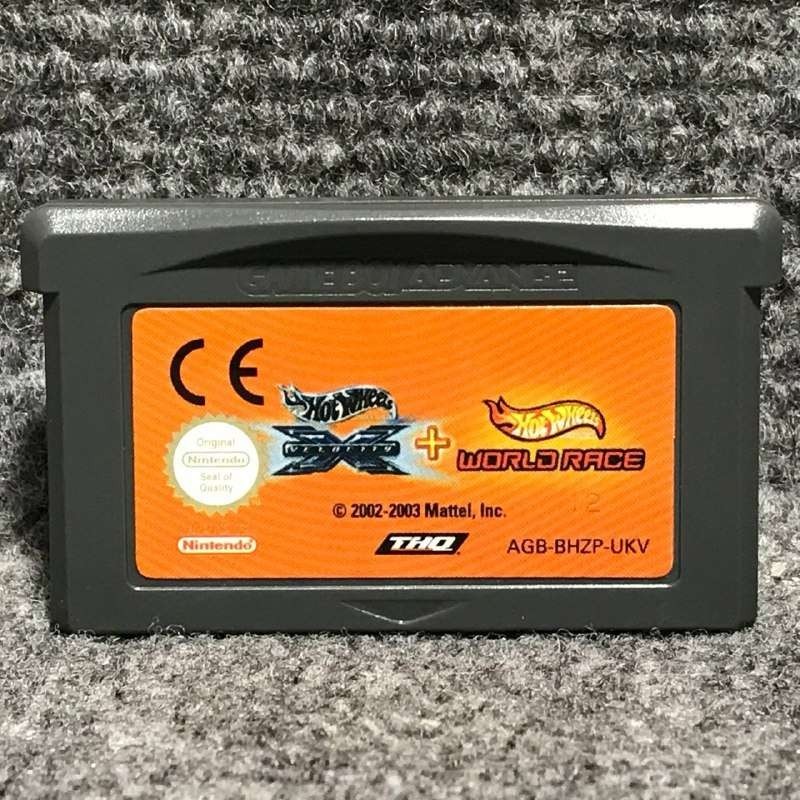 GAME BOY ADVANCE
CE
HOT WHEELS
VELOCITY X
+
HOT WHEELS
WORLD RACE
Original
Nintendo
Seal of
Quality
© 2002-2003 Mattel, Inc.
12
Nintendo
THQ
AGB-BHZP-UKV